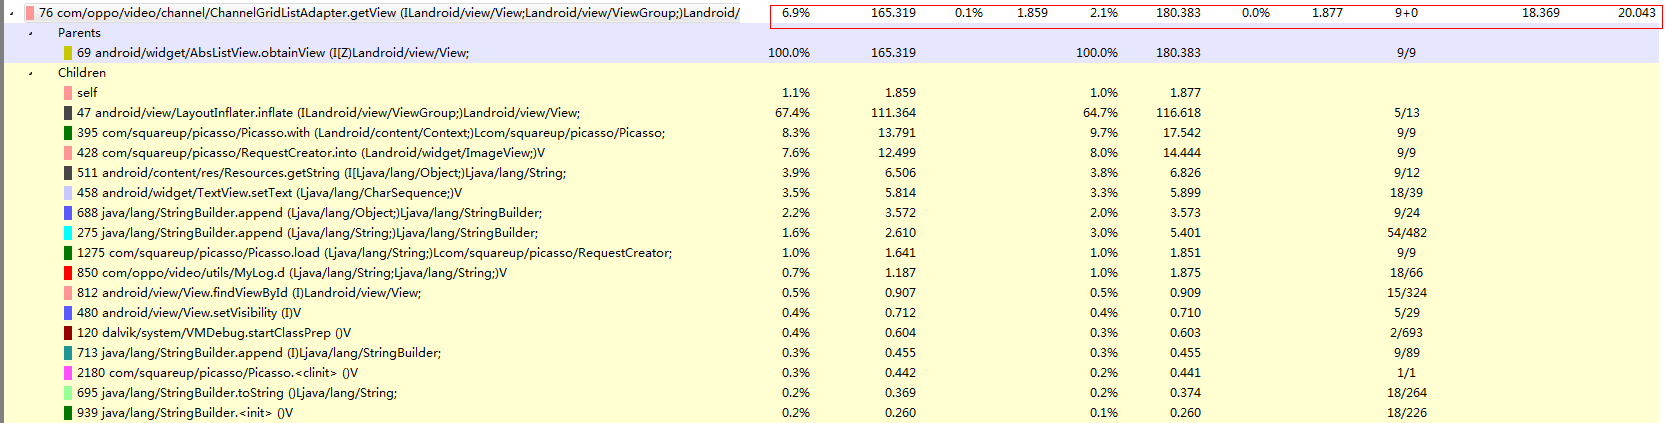 76 com/oppo/video/channel/ChannelGridListAdapter.getView (ILandroid/view/View;Landroid/view/ViewGroup;)Landroid/ 6.9% 165.319 0.1% 1.859 2.1% 180.383 0.0% 1.877 9+0 18.369 20.043
Parents
69 android/widget/AbsListView.obtainView (I[Z)Landroid/view/View; 100.0% 165.319 100.0% 180.383 9/9
Children
self 1.1% 1.859 1.0% 1.877
47 android/view/LayoutInflater.inflate (ILandroid/view/ViewGroup;)Landroid/view/View; 67.4% 111.364 64.7% 116.618 5/13
395 com/squareup/picasso/Picasso.with (Landroid/content/Context;)Lcom/squareup/picasso/Picasso; 8.3% 13.791 9.7% 17.542 9/9
428 com/squareup/picasso/RequestCreator.into (Landroid/widget/ImageView;)V 7.6% 12.499 8.0% 14.444 9/9
511 android/content/res/Resources.getString (I[Ljava/lang/Object;)Ljava/lang/String; 3.9% 6.506 3.8% 6.826 9/12
458 android/widget/TextView.setText (Ljava/lang/CharSequence;)V 3.5% 5.814 3.3% 5.899 18/39
688 java/lang/StringBuilder.append (Ljava/lang/Object;)Ljava/lang/StringBuilder; 2.2% 3.572 2.0% 3.573 9/24
275 java/lang/StringBuilder.append (Ljava/lang/String;)Ljava/lang/StringBuilder; 1.6% 2.610 3.0% 5.401 54/482
1275 com/squareup/picasso/Picasso.load (Ljava/lang/String;)Lcom/squareup/picasso/RequestCreator; 1.0% 1.641 1.0% 1.851 9/9
850 com/oppo/video/utils/MyLog.d (Ljava/lang/String;Ljava/lang/String;)V 0.7% 1.187 1.0% 1.875 18/66
812 android/view/View.findViewById (I)Landroid/view/View; 0.5% 0.907 0.5% 0.909 15/324
480 android/view/View.setVisibility (I)V 0.4% 0.712 0.4% 0.710 5/29
120 dalvik/system/VMDebug.startClassPrep ()V 0.4% 0.604 0.3% 0.603 2/693
713 java/lang/StringBuilder.append (I)Ljava/lang/StringBuilder; 0.3% 0.455 0.3% 0.455 9/89
2180 com/squareup/picasso/Picasso.<clinit> ()V 0.3% 0.442 0.2% 0.441 1/1
695 java/lang/StringBuilder.toString ()Ljava/lang/String; 0.2% 0.369 0.2% 0.374 18/264
939 java/lang/StringBuilder.<init> ()V 0.2% 0.260 0.1% 0.260 18/226